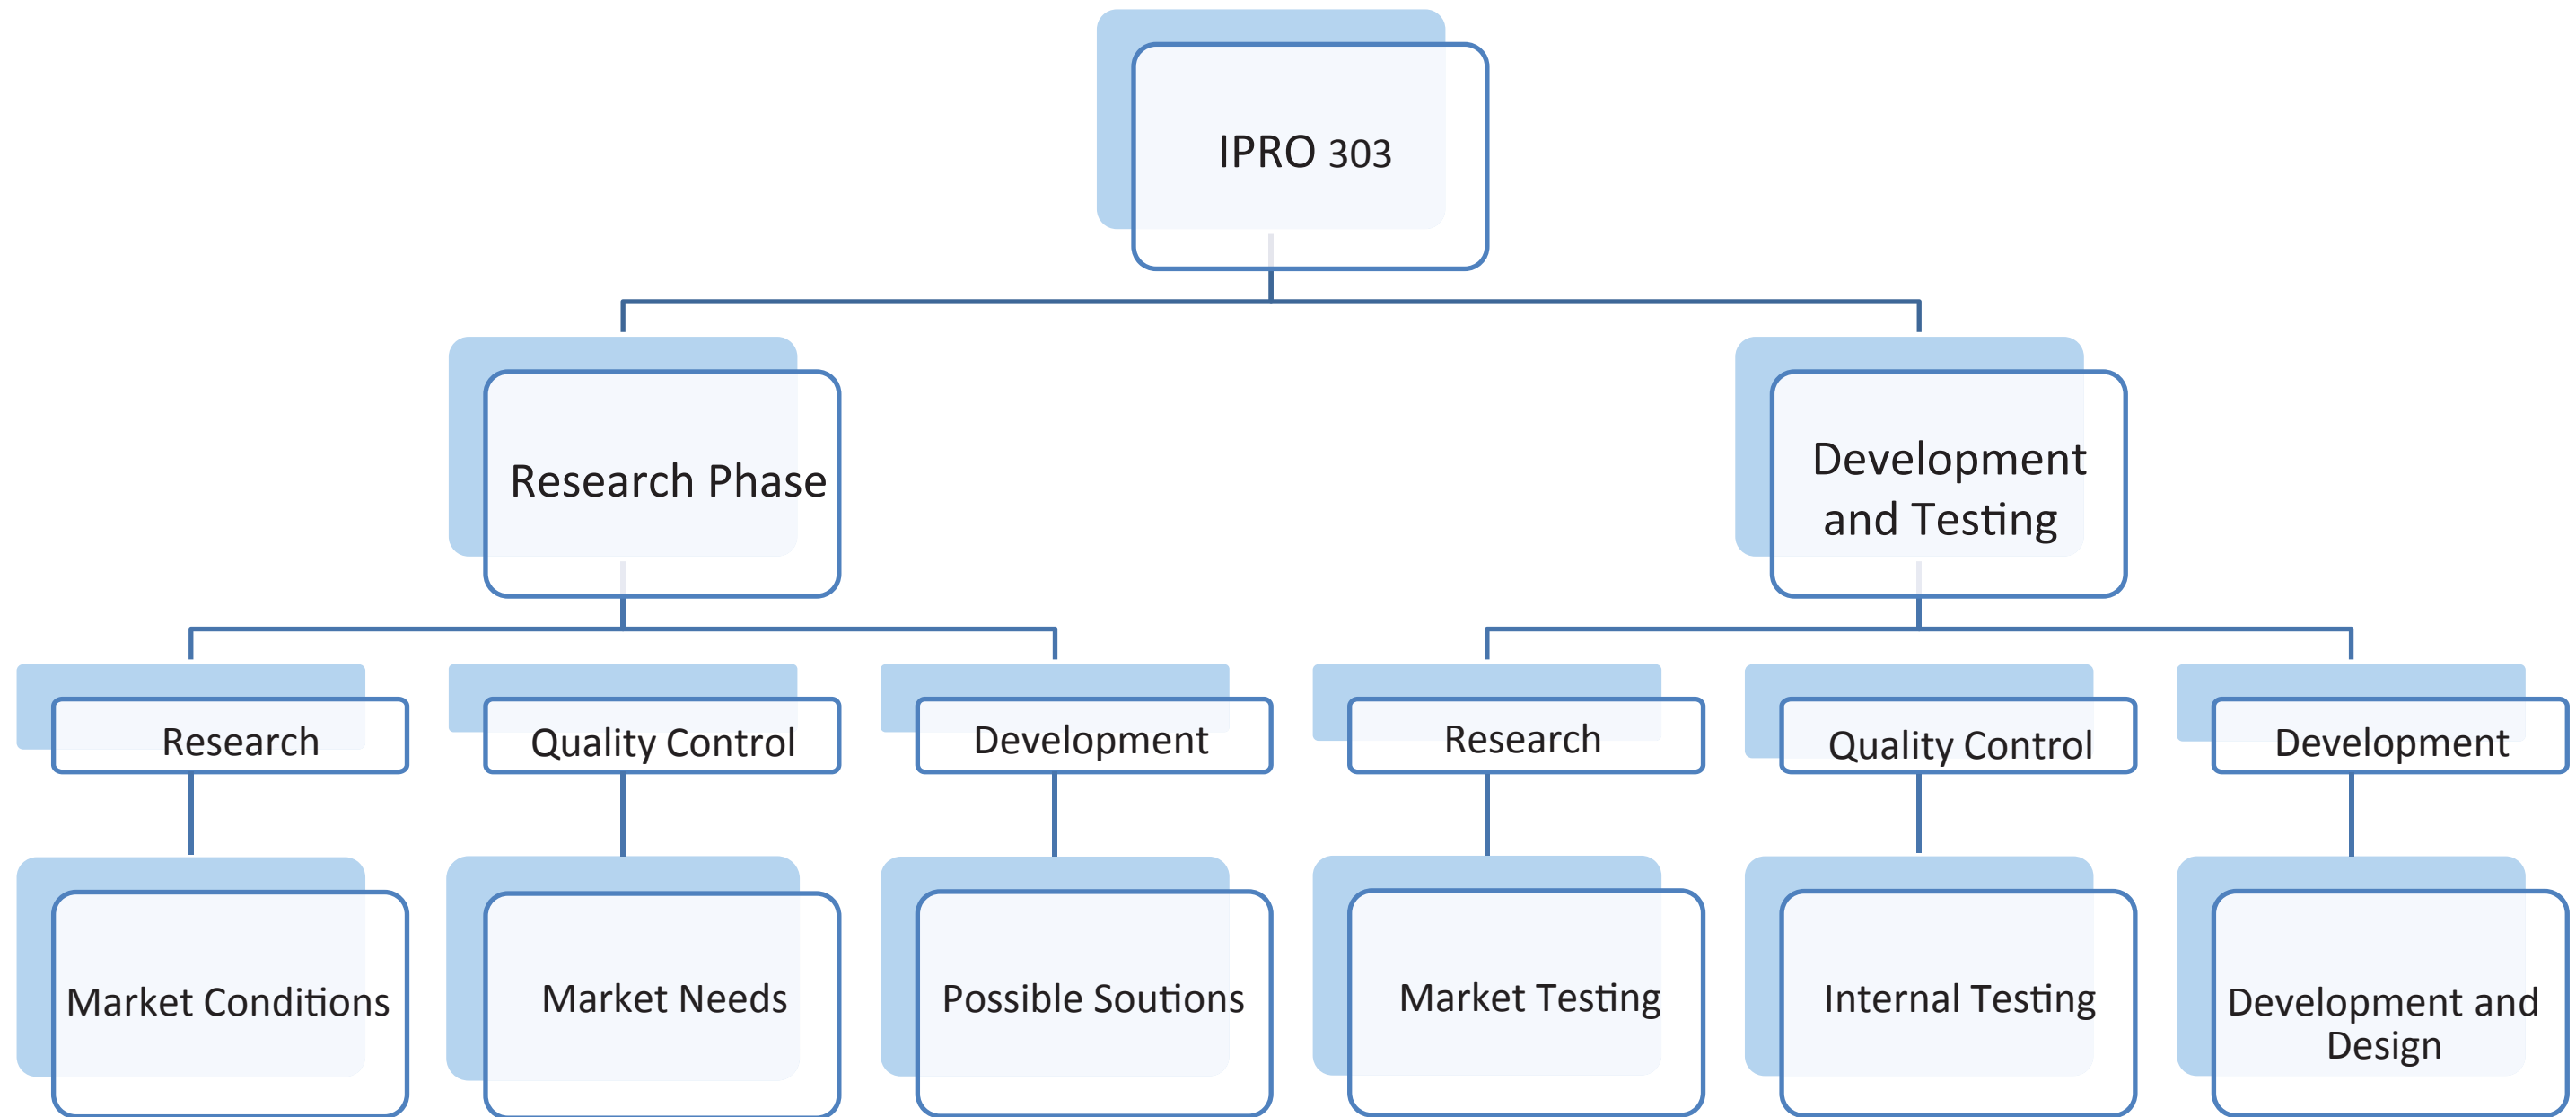 IPRO 303
Research Phase
Development
and Testing
Research
Quality Control
Development
Research
Quality Control
Development
Market Conditions
Market Needs
Possible Soutions
Market Testing
Internal Testing
Development and
Design